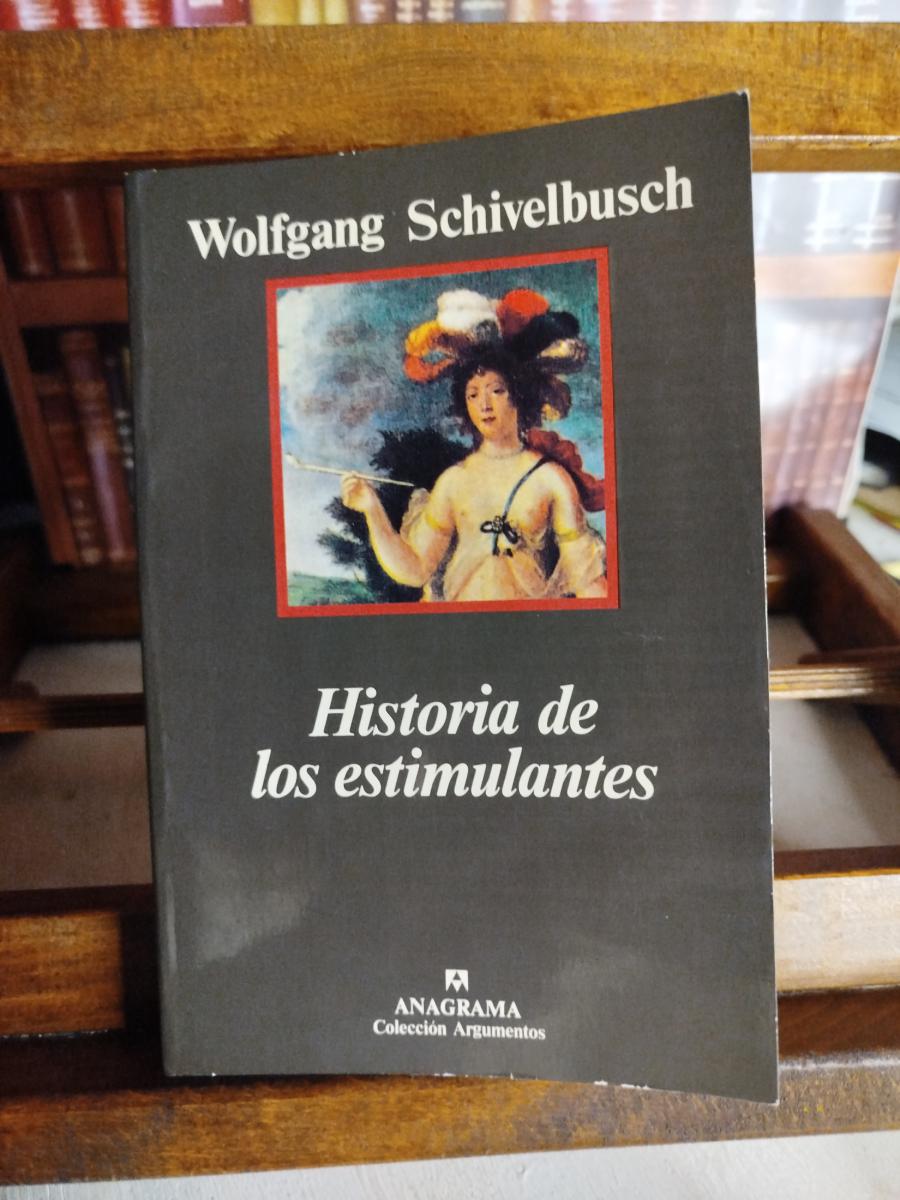 Wolfgang Schivelbusch
Historia de
los estimulantes
ANAGRAMA
Colección Argumentos